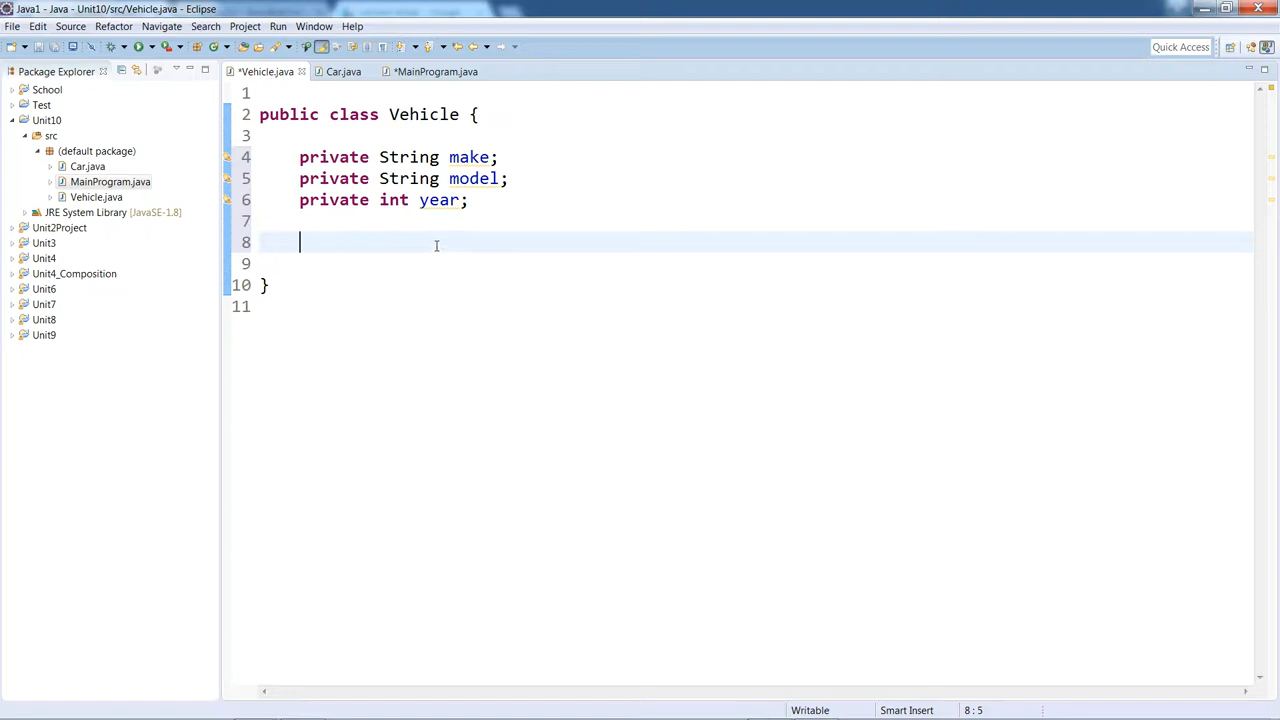 Java1 - Java - Unit10/src/Vehicle.java - Eclipse
File Edit Source Refactor Navigate Search Project Run Window Help
Quick Access
Package Explorer
*Vehicle.java
Car.java
*MainProgram.java
School
Test
Unit10
src
(default package)
Car.java
MainProgram.java
Vehicle.java
JRE System Library [JavaSE-1.8]
Unit2Project
Unit3
Unit4
Unit4_Composition
Unit6
Unit7
Unit8
Unit9
1
2 public class Vehicle {
3
4 private String make;
5 private String model;
6 private int year;
7
8
9
10 }
11
Writable Smart Insert 8 : 5